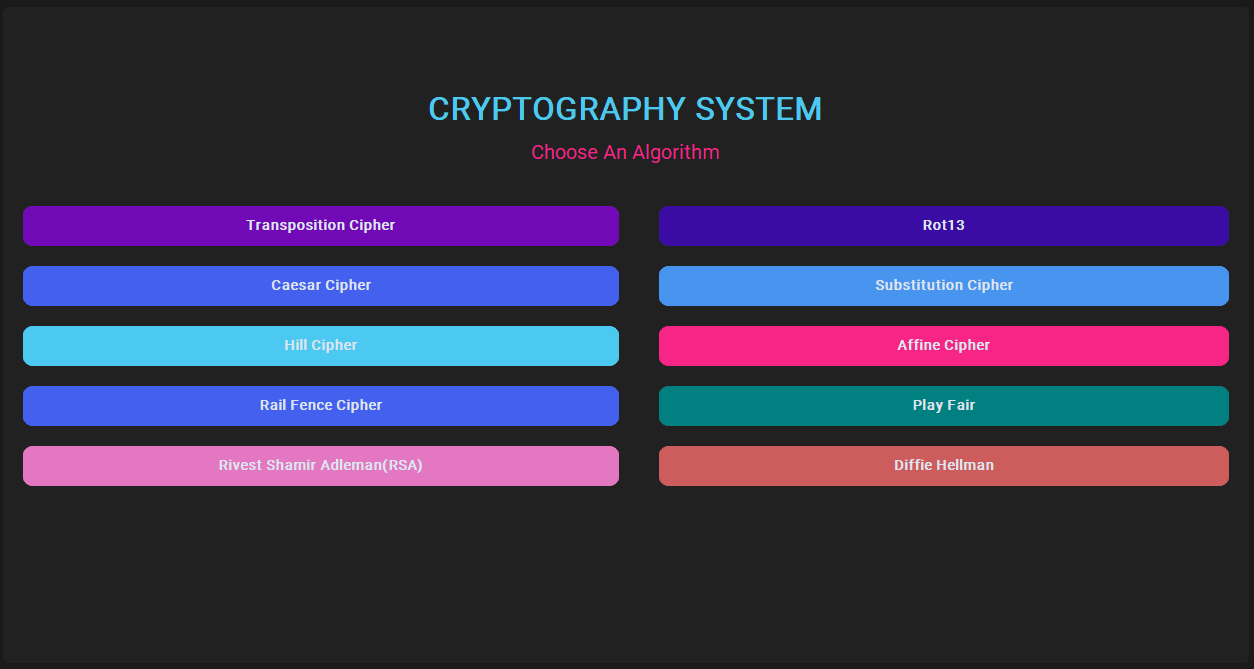 CRYPTOGRAPHY SYSTEM
Choose An Algorithm
Transposition Cipher
Rot13
Caesar Cipher
Substitution Cipher
Hill Cipher
Affine Cipher
Rail Fence Cipher
Play Fair
Rivest Shamir Adleman(RSA)
Diffie Hellman